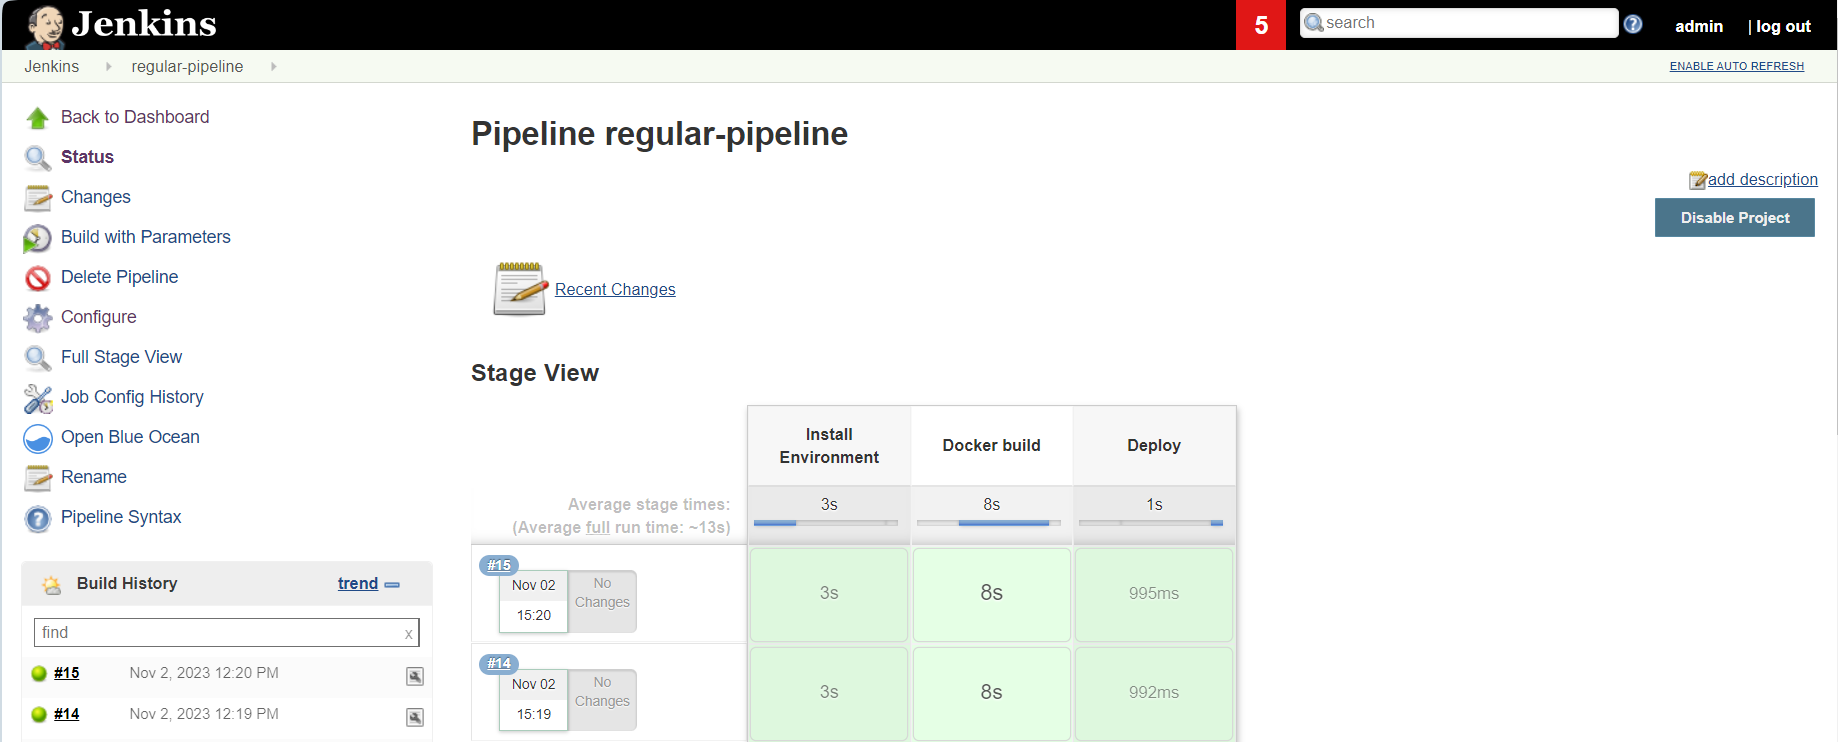 Jenkins
5
search
admin
| log out
Jenkins
regular-pipeline
ENABLE AUTO REFRESH
Back to Dashboard
Status
Changes
Build with Parameters
Delete Pipeline
Configure
Full Stage View
Job Config History
Open Blue Ocean
Rename
Pipeline Syntax
Build History
trend
find
x
#15
Nov 2, 2023 12:20 PM
#14
Nov 2, 2023 12:19 PM
Pipeline regular-pipeline
add description
Disable Project
Recent Changes
Stage View
Install
Environment
Docker build
Deploy
Average stage times:
(Average full run time: ~13s)
3s
8s
1s
#15
Nov 02
15:20
No
Changes
3s
8s
995ms
#14
Nov 02
15:19
No
Changes
3s
8s
992ms